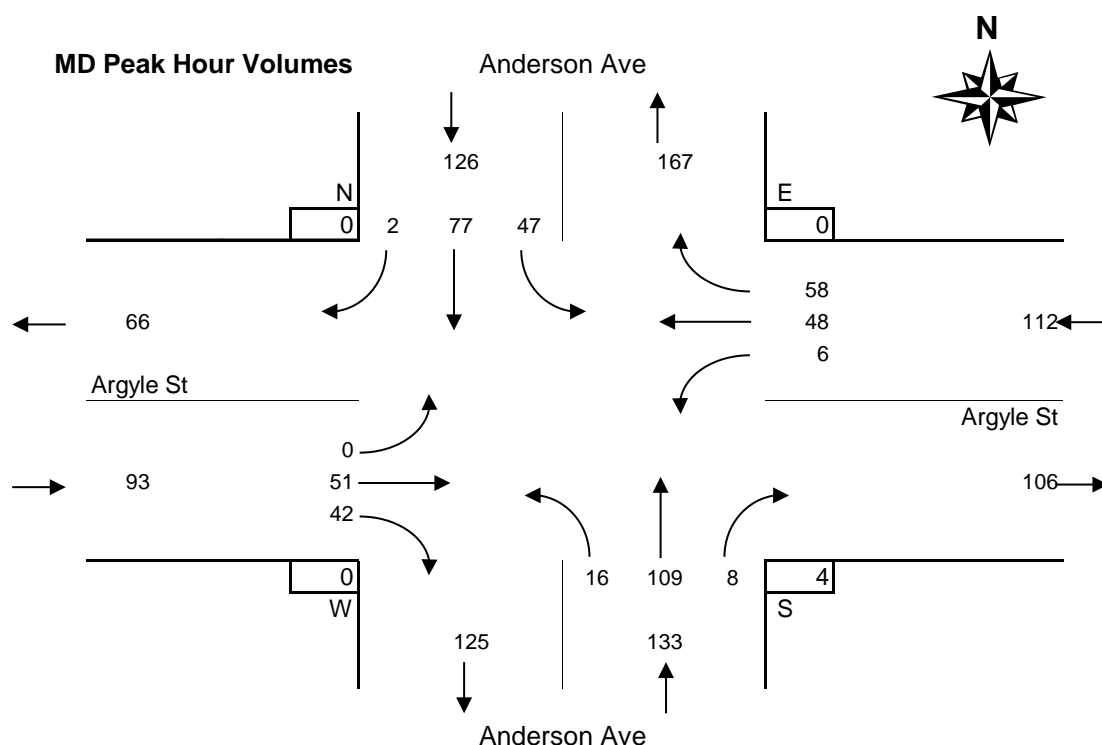 N
MD Peak Hour Volumes Anderson Ave
126 167
N E
0 2 77 47 0
58
66 48 112
6
Argyle St
Argyle St
0
93 51 106
42
0 16 109 8 4
W S
125 133
Anderson Ave